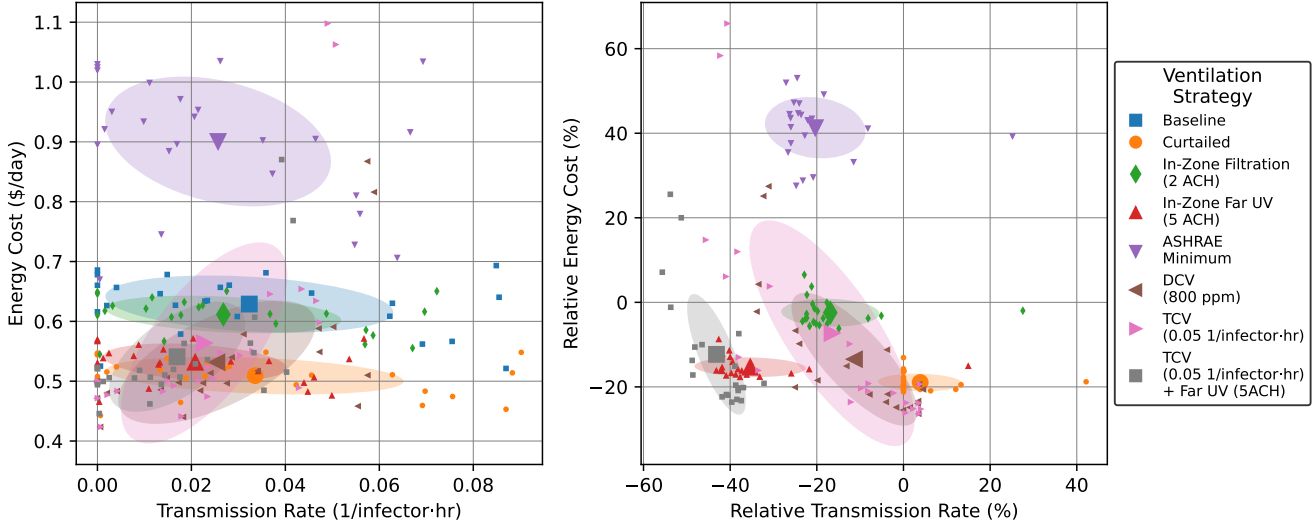 1.1
1.0
0.9
0.8
0.7
0.6
0.5
0.4
Energy Cost ($/day)
0.00
0.02
0.04
0.06
0.08
Transmission Rate (1/infector·hr)
60
40
20
0
−20
Relative Energy Cost (%)
−60
−40
−20
0
20
40
Relative Transmission Rate (%)
Ventilation
Strategy
Baseline
Curtailed
In-Zone Filtration
(2 ACH)
In-Zone Far UV
(5 ACH)
ASHRAE
Minimum
DCV
(800 ppm)
TCV
(0.05 1/infector·hr)
TCV
(0.05 1/infector·hr)
+ Far UV (5ACH)